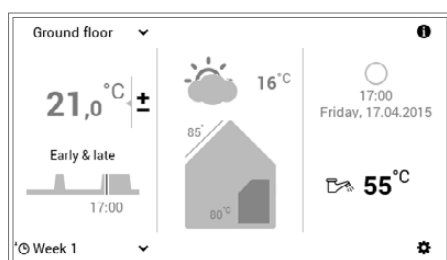 Ground floor
21,0°C ±
Early & late
17:00
Week 1
16°C
85°
80°C
17:00
Friday, 17.04.2015
55°C